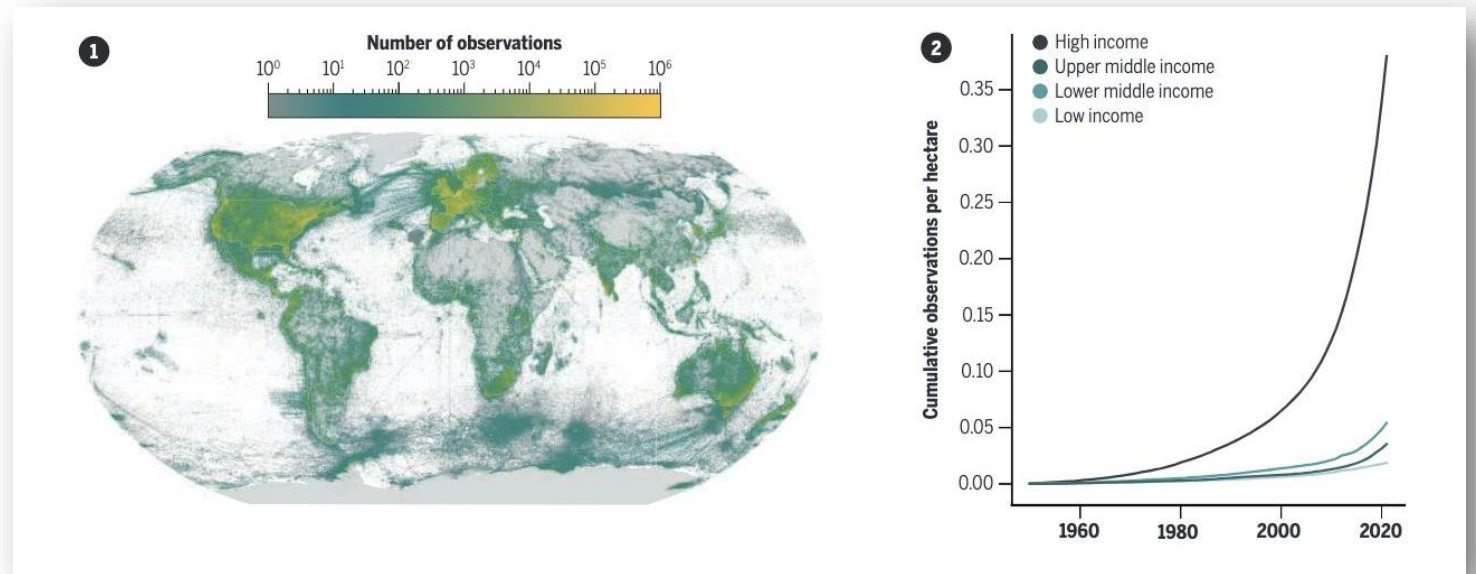 1
Number of observations
10⁰ 10¹ 10² 10³ 10⁴ 10⁵ 10⁶
2
High income
Upper middle income
Lower middle income
Low income
Cumulative observations per hectare
0.35
0.30
0.25
0.20
0.15
0.10
0.05
0.00
1960 1980 2000 2020